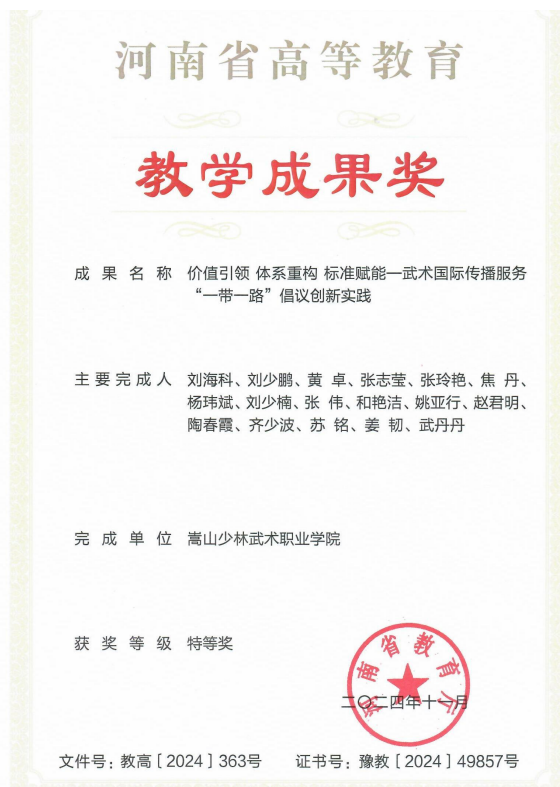 河南省高等教育
教学成果奖
成果名称 价值引领 体系重构 标准赋能—武术国际传播服务
“一带一路”倡议创新实践
主要完成人 刘海科、刘少鹏、黄 卓、张志莹、张玲艳、焦 丹、
杨玮斌、刘少楠、张 伟、和艳洁、姚亚行、赵君明、
陶春霞、齐少波、苏 铭、姜 韧、武丹丹
完成单位 嵩山少林武术职业学院
获奖等级 特等奖
河南省教育厅
二〇二四年十一月
文件号：教高［2024］363号 证书号：豫教［2024］49857号